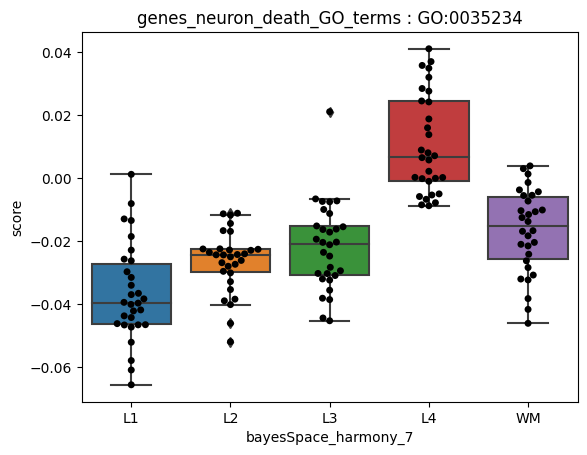 genes_neuron_death_GO_terms : GO:0035234
0.04
0.02
0.00
−0.02
−0.04
−0.06
score
L1 L2 L3 L4 WM
bayesSpace_harmony_7